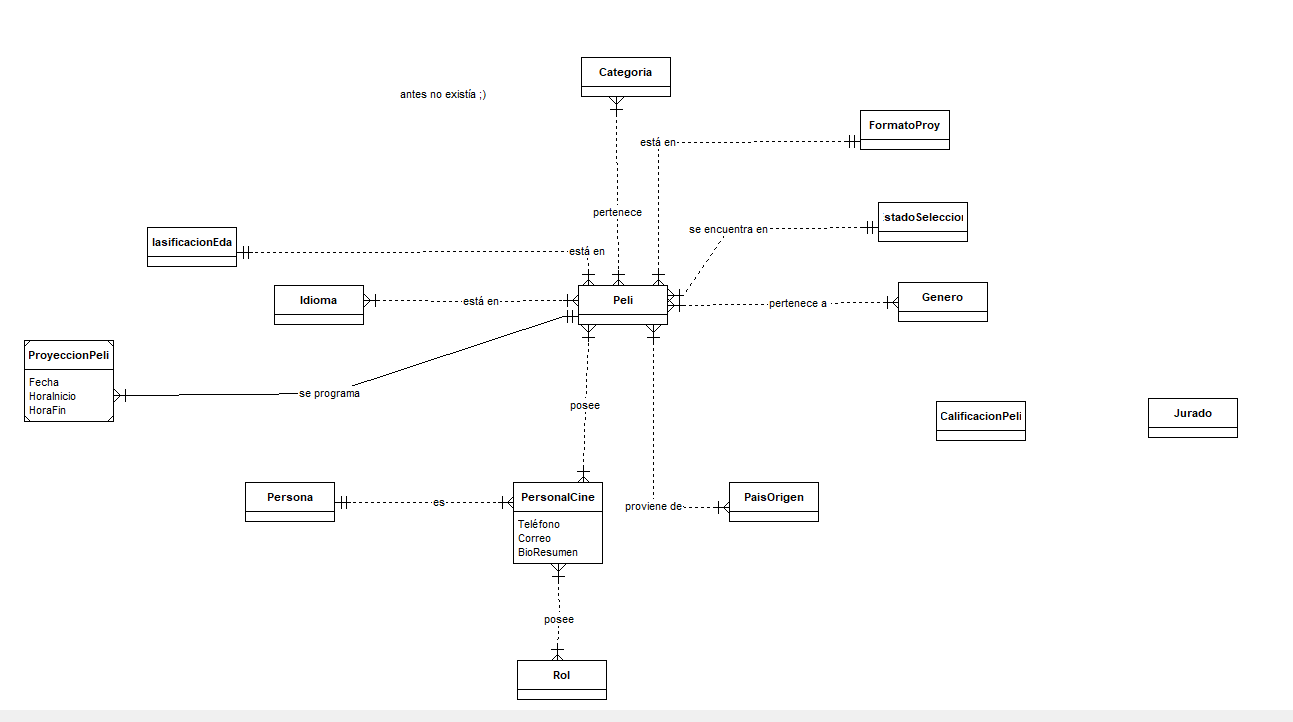 Categoria
antes no existía ;)
FormatoProy
está en
pertenece
stadoSeleccion
se encuentra en
lasificacionEda
está en
Idioma
está en
Peli
pertenece a
Genero
ProyeccionPeli
Fecha
HoraInicio
HoraFin
se programa
posee
CalificacionPeli
Jurado
Persona
es
PersonalCine
Teléfono
Correo
BioResumen
proviene de
PaisOrigen
posee
Rol